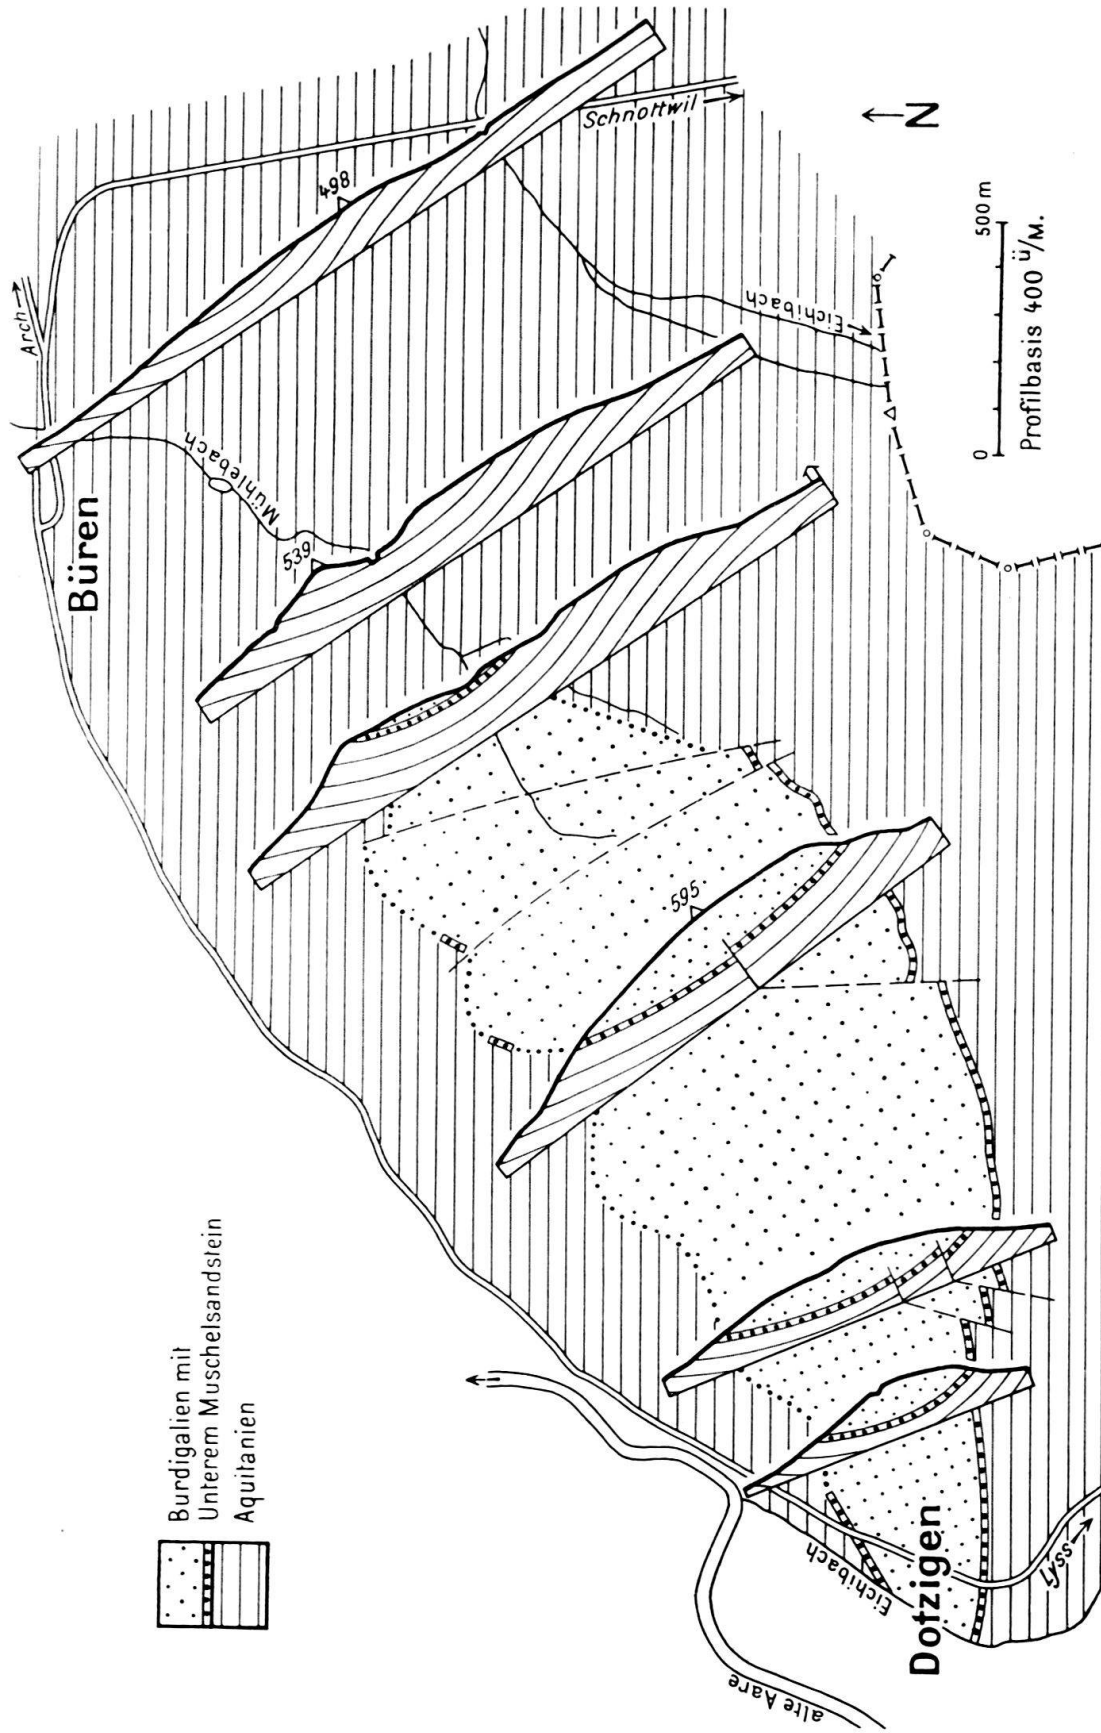 Burdigalien mit
Unterem Muschelsandstein
Aquitanien
Büren
Arch
Mühlebach
498
539
595
Schnottwil
Eichibach
N
0
500 m
Profilbasis 400 ü/M.
Dotzigen
Eichibach
Lyss
alte Aare